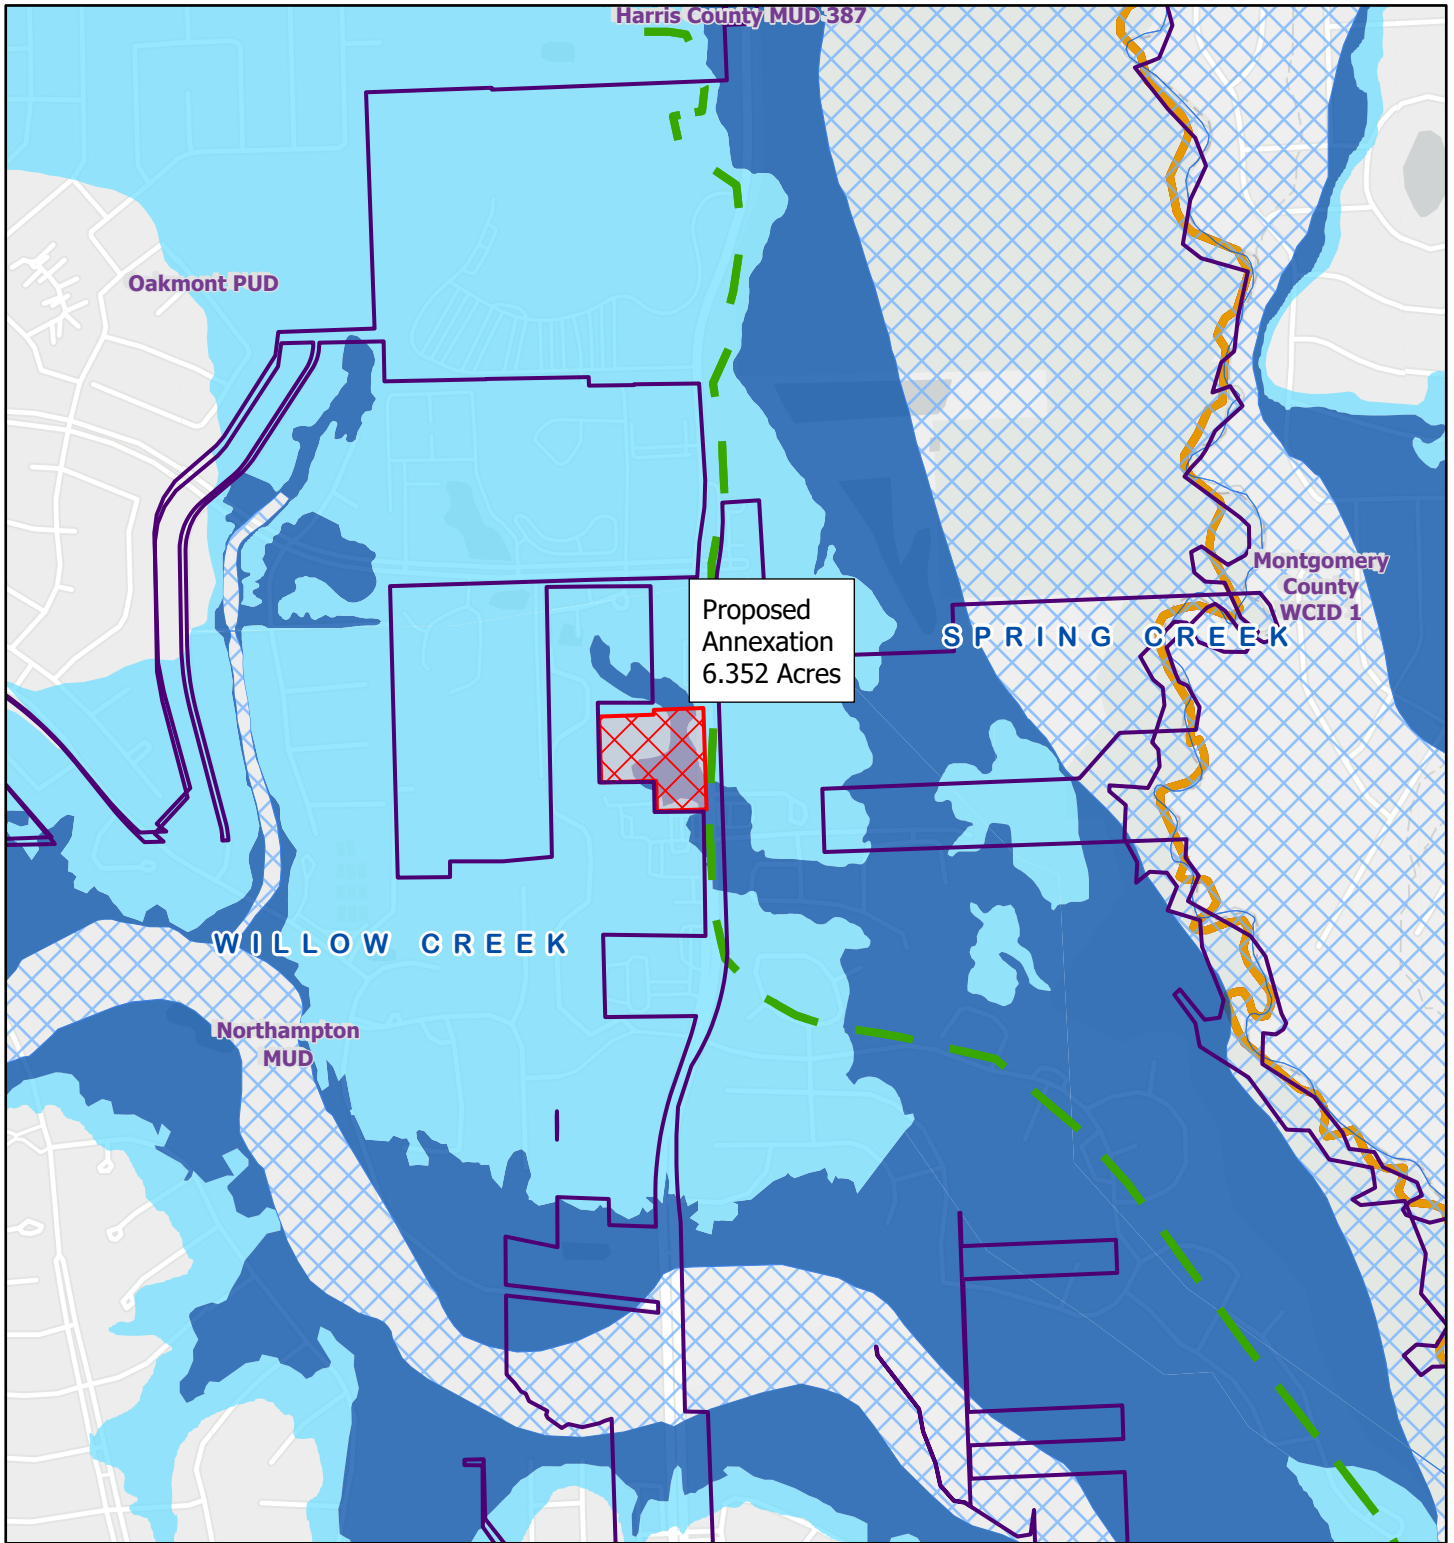 Harris County MUD 387
Oakmont PUD
Montgomery
County
WCID 1
Proposed
Annexation
6.352 Acres
SPRING CREEK
WILLOW CREEK
Northampton
MUD